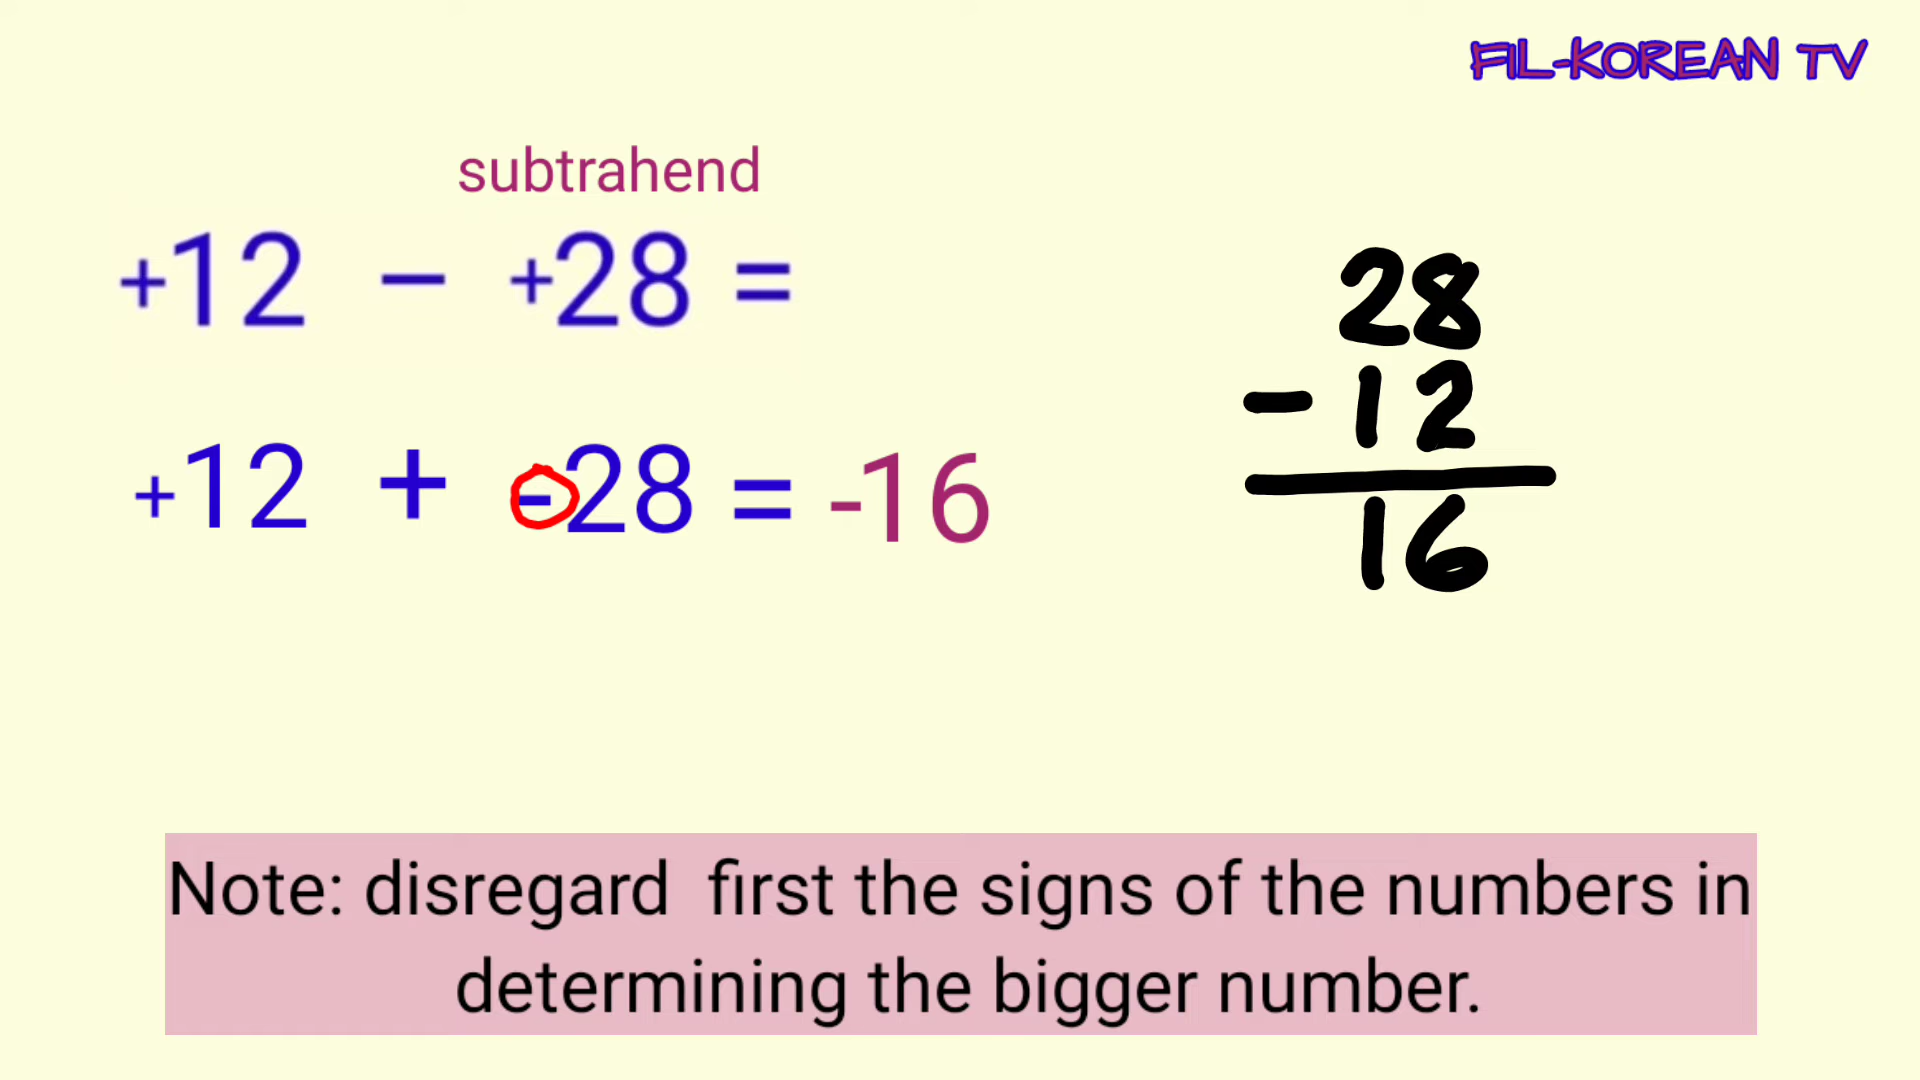 FIL-KOREAN TV
subtrahend
+12 − +28 =
+12 + -28 = -16
28
- 12
16
Note: disregard first the signs of the numbers in
determining the bigger number.